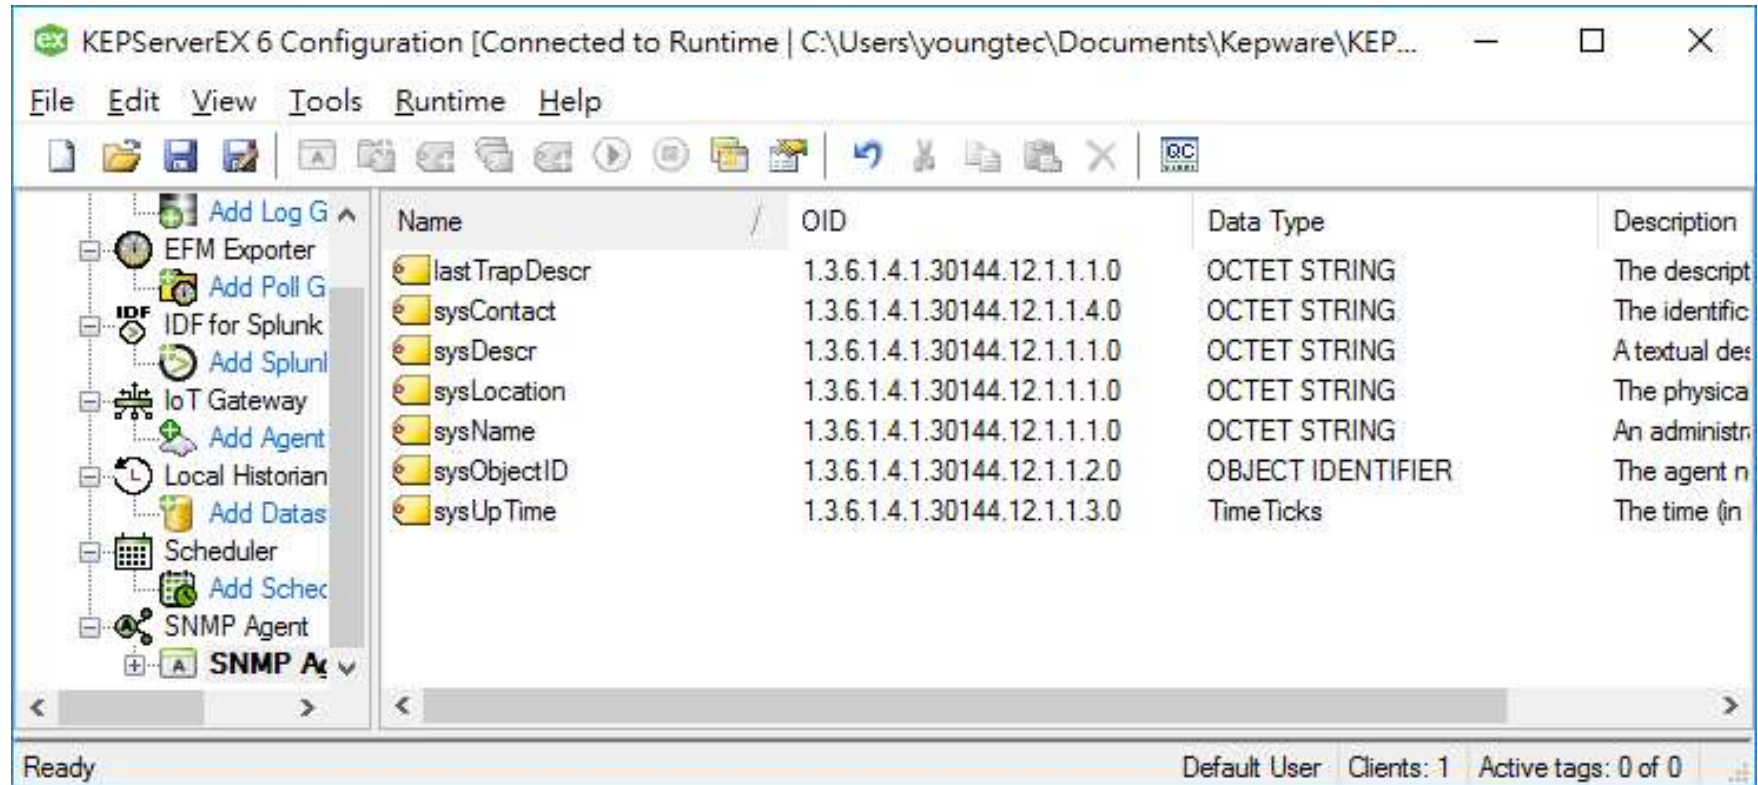 KEPServerEX 6 Configuration [Connected to Runtime | C:\Users\youngtec\Documents\Kepware\KEP...
File Edit View Tools Runtime Help
Add Log G
EFM Exporter
Add Poll G
IDF for Splunk
Add Splunl
IoT Gateway
Add Agent
Local Historian
Add Datas
Scheduler
Add Sched
SNMP Agent
SNMP Ag
Name / OID Data Type Description
lastTrapDescr 1.3.6.1.4.1.30144.12.1.1.1.0 OCTET STRING The descript
sysContact 1.3.6.1.4.1.30144.12.1.1.4.0 OCTET STRING The identific
sysDescr 1.3.6.1.4.1.30144.12.1.1.1.0 OCTET STRING A textual des
sysLocation 1.3.6.1.4.1.30144.12.1.1.1.0 OCTET STRING The physica
sysName 1.3.6.1.4.1.30144.12.1.1.1.0 OCTET STRING An administra
sysObjectID 1.3.6.1.4.1.30144.12.1.1.2.0 OBJECT IDENTIFIER The agent n
sysUpTime 1.3.6.1.4.1.30144.12.1.1.3.0 TimeTicks The time (in
Ready Default User Clients: 1 Active tags: 0 of 0